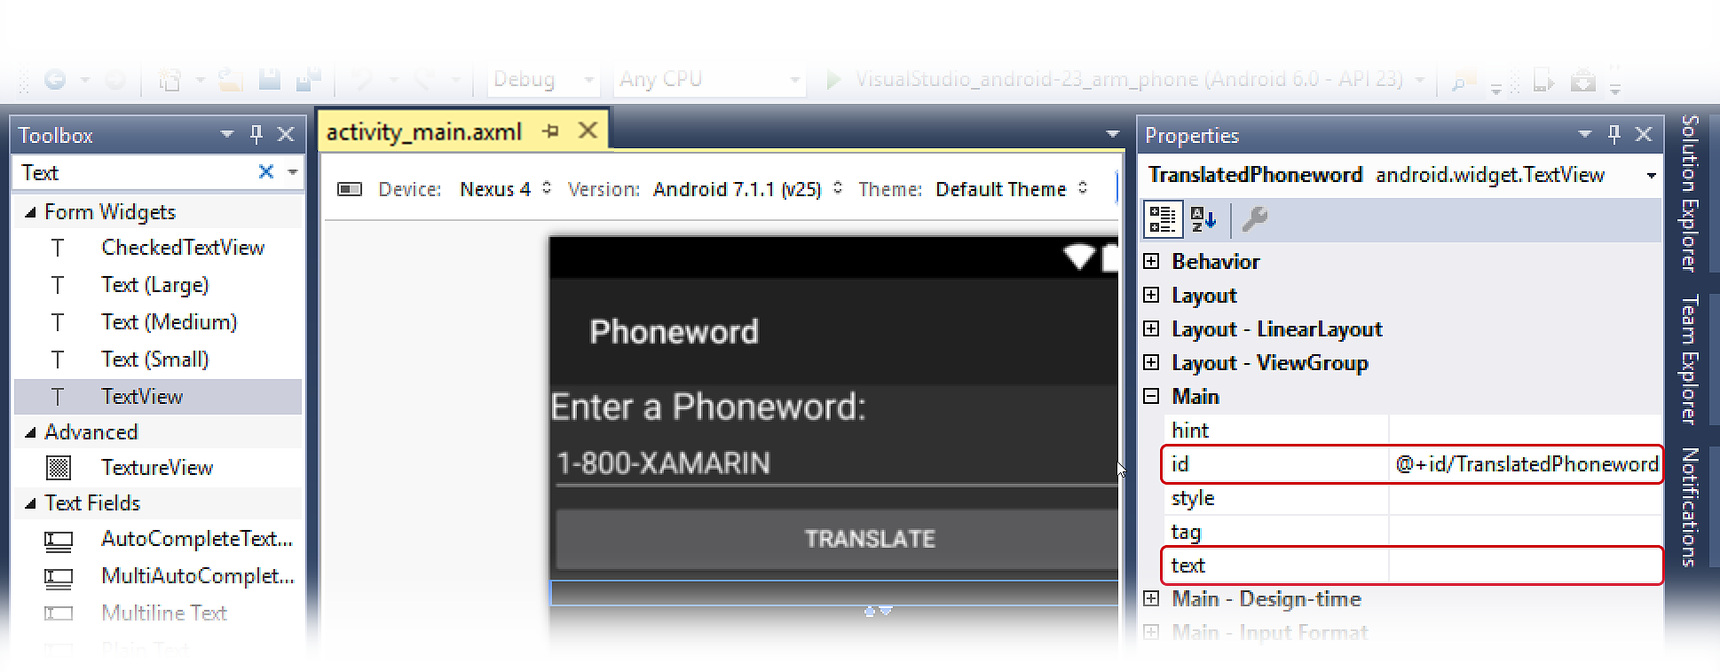 Debug
Any CPU
VisualStudio_android-23_arm_phone (Android 6.0 - API 23)
Toolbox
Text
Form Widgets
CheckedTextView
Text (Large)
Text (Medium)
Text (Small)
TextView
Advanced
TextureView
Text Fields
AutoCompleteText...
MultiAutoComplet...
Multiline Text
Plain Text
activity_main.axml
Device: Nexus 4 Version: Android 7.1.1 (v25) Theme: Default Theme
Phoneword
Enter a Phoneword:
1-800-XAMARIN
TRANSLATE
Properties
TranslatedPhoneword android.widget.TextView
Behavior
Layout
Layout - LinearLayout
Layout - ViewGroup
Main
hint
id @+id/TranslatedPhoneword
style
tag
text
Main - Design-time
Main - Input Format
Solution Explorer
Team Explorer
Notifications